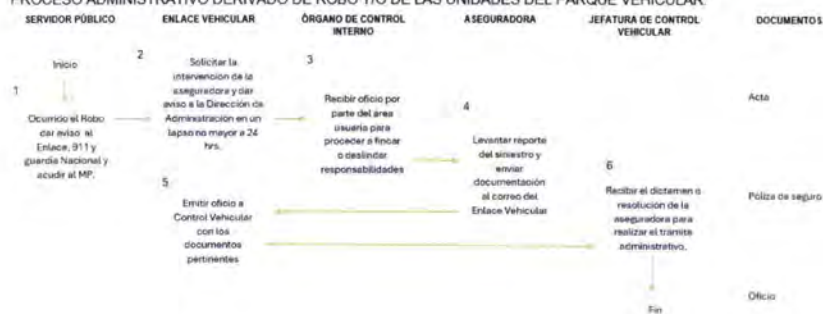 PROCESO ADMINISTRATIVO DERIVADO DE ROBO DE LAS UNIDADES DEL PARQUE VEHICULAR.
SERVIDOR PÚBLICO
ENLACE VEHICULAR
ÓRGANO DE CONTROL
INTERNO
ASEGURADORA
JEFATURA DE CONTROL
VEHICULAR
DOCUMENTOS
Inicio
1
Ocurrido el Robo
dar aviso al
Enlace, 911 y
guardia Nacional y
acudir al MP.
2
Solicitar la
intervención de la
aseguradora y dar
aviso a la Dirección de
Administración en un
lapso no mayor a 24
hrs.
3
Recibir oficio por
parte del área
usuaria para
proceder a fincar
o deslindar
responsabilidades
4
Levantar reporte
del siniestro y
enviar
documentación
al correo del
Enlace Vehicular
5
Emitir oficio a
Control Vehicular
con los
documentos
pertinentes
6
Recibir el dictamen o
resolución de la
aseguradora para
realizar el trámite
administrativo.
Fin
Acta
Póliza de seguro
Oficio